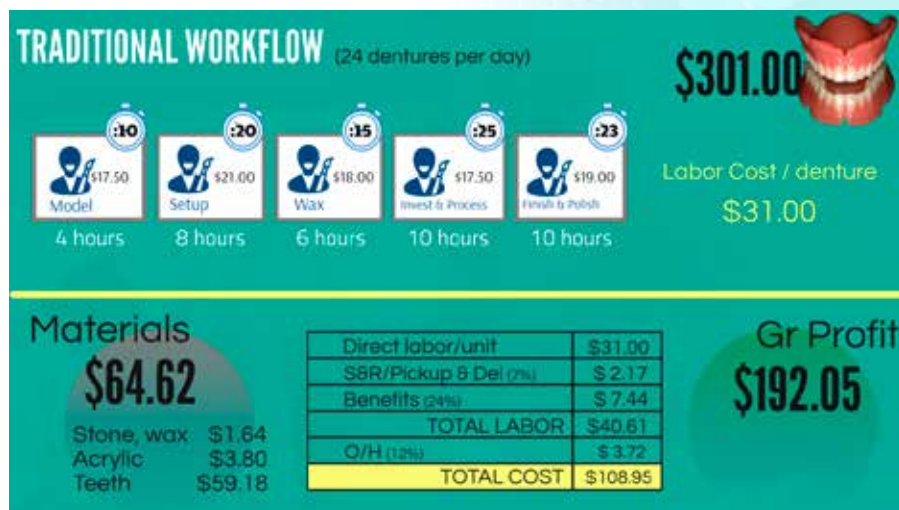 TRADITIONAL WORKFLOW (24 dentures per day)
$301.00
:10 :20 :15 :25 :23
$17.50 $21.00 $18.00 $17.50 $19.00
Model Setup Wax Invest & Process Finish & Polish
4 hours 8 hours 6 hours 10 hours 10 hours
Labor Cost / denture
$31.00
Materials
$64.62
Stone, wax $1.64
Acrylic $3.80
Teeth $59.18
Direct labor/unit $31.00
S&R/Pickup & Del (7%) $2.17
Benefits (24%) $7.44
TOTAL LABOR $40.61
O/H (12%) $3.72
TOTAL COST $108.95
Gr Profit
$192.05